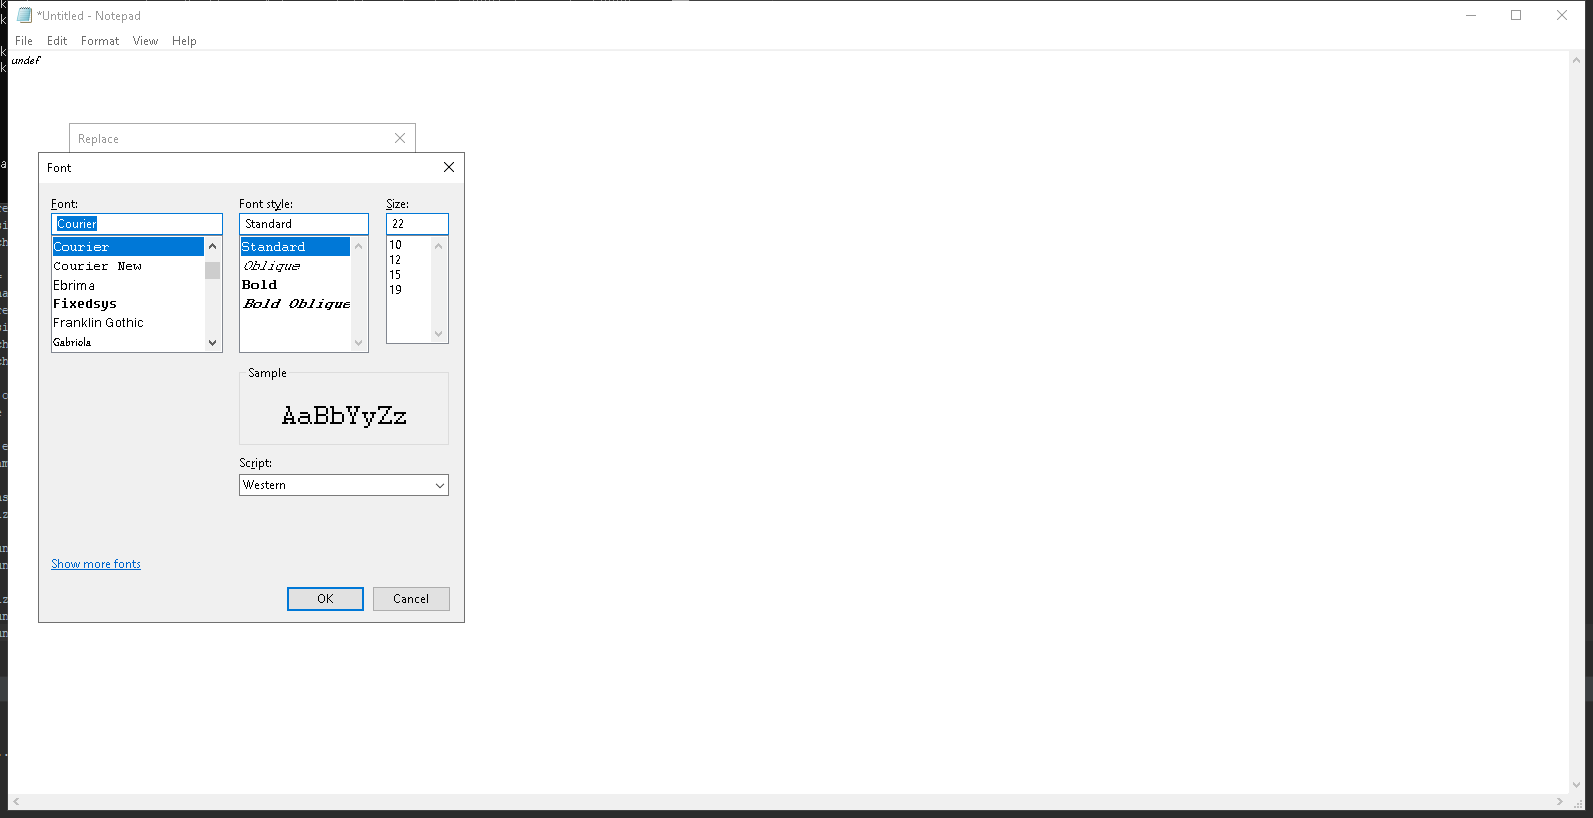 *Untitled - Notepad
File Edit Format View Help
undef
Replace
Font
Font: Font style: Size:
Courier Standard 22
Courier
Courier New
Ebrima
Fixedsys
Franklin Gothic
Gabriola
Standard
Oblique
Bold
Bold Oblique
10
12
15
19
Sample
AaBbYyZz
Script:
Western
Show more fonts
OK Cancel